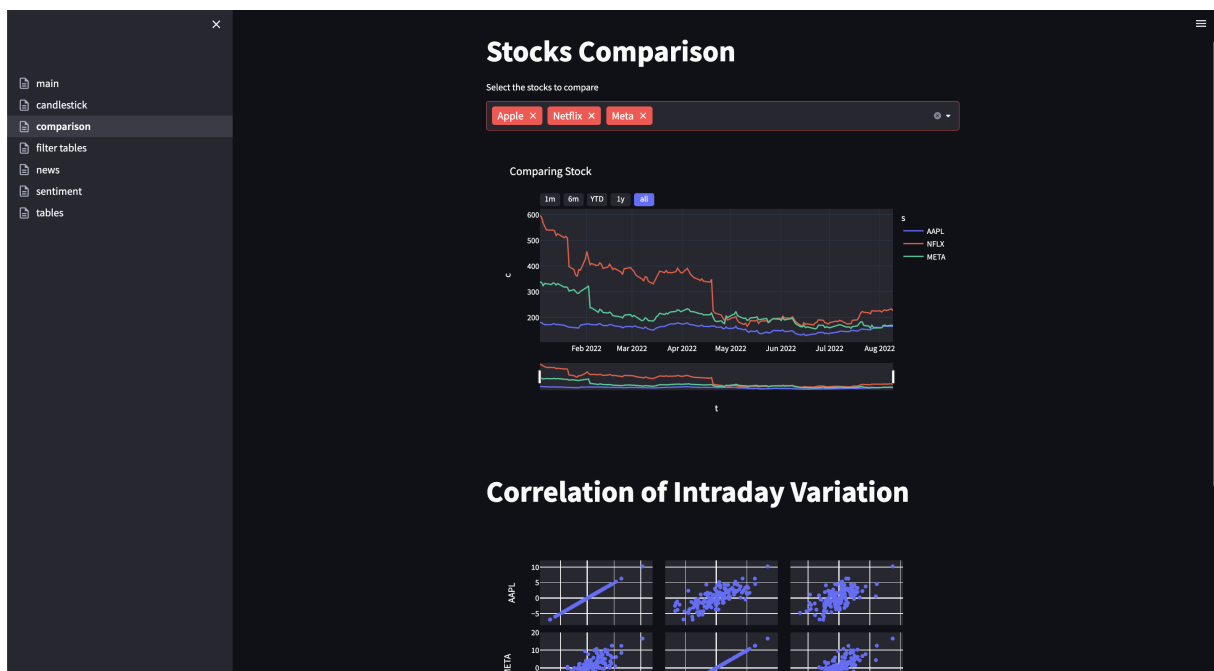 main
candlestick
comparison
filter tables
news
sentiment
tables
Stocks Comparison
Select the stocks to compare
Apple Netflix Meta
Comparing Stock
1m 6m YTD 1y all
600
500
400
300
200
c
Feb 2022 Mar 2022 Apr 2022 May 2022 Jun 2022 Jul 2022 Aug 2022
t
s
AAPL
NFLX
META
Correlation of Intraday Variation
AAPL
10
5
0
−5
META
20
10
0